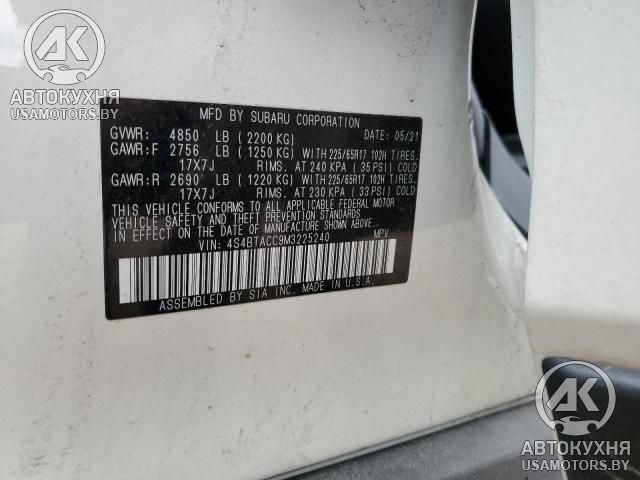 АК
АВТОКУХНЯ
USAMOTORS.BY
MFD BY SUBARU CORPORATION
GVWR: 4850 LB (2200 KG) DATE: 05/21
GAWR:F 2756 LB (1250 KG) WITH 225/65R17 102H TIRES.
17X7J RIMS. AT 240 KPA (35 PSI) COLD
GAWR:R 2690 LB (1220 KG) WITH 225/65R17 102H TIRES.
17X7J RIMS. AT 230 KPA (33 PSI) COLD
THIS VEHICLE CONFORMS TO ALL APPLICABLE FEDERAL MOTOR
VEHICLE SAFETY AND THEFT PREVENTION STANDARDS
IN EFFECT ON THE DATE OF MANUFACTURE SHOWN ABOVE.
VIN: 4S4BTACC9M3225240 MPV
ASSEMBLED BY SIA INC. MADE IN U.S.A.
АК
АВТОКУХНЯ
USAMOTORS.BY